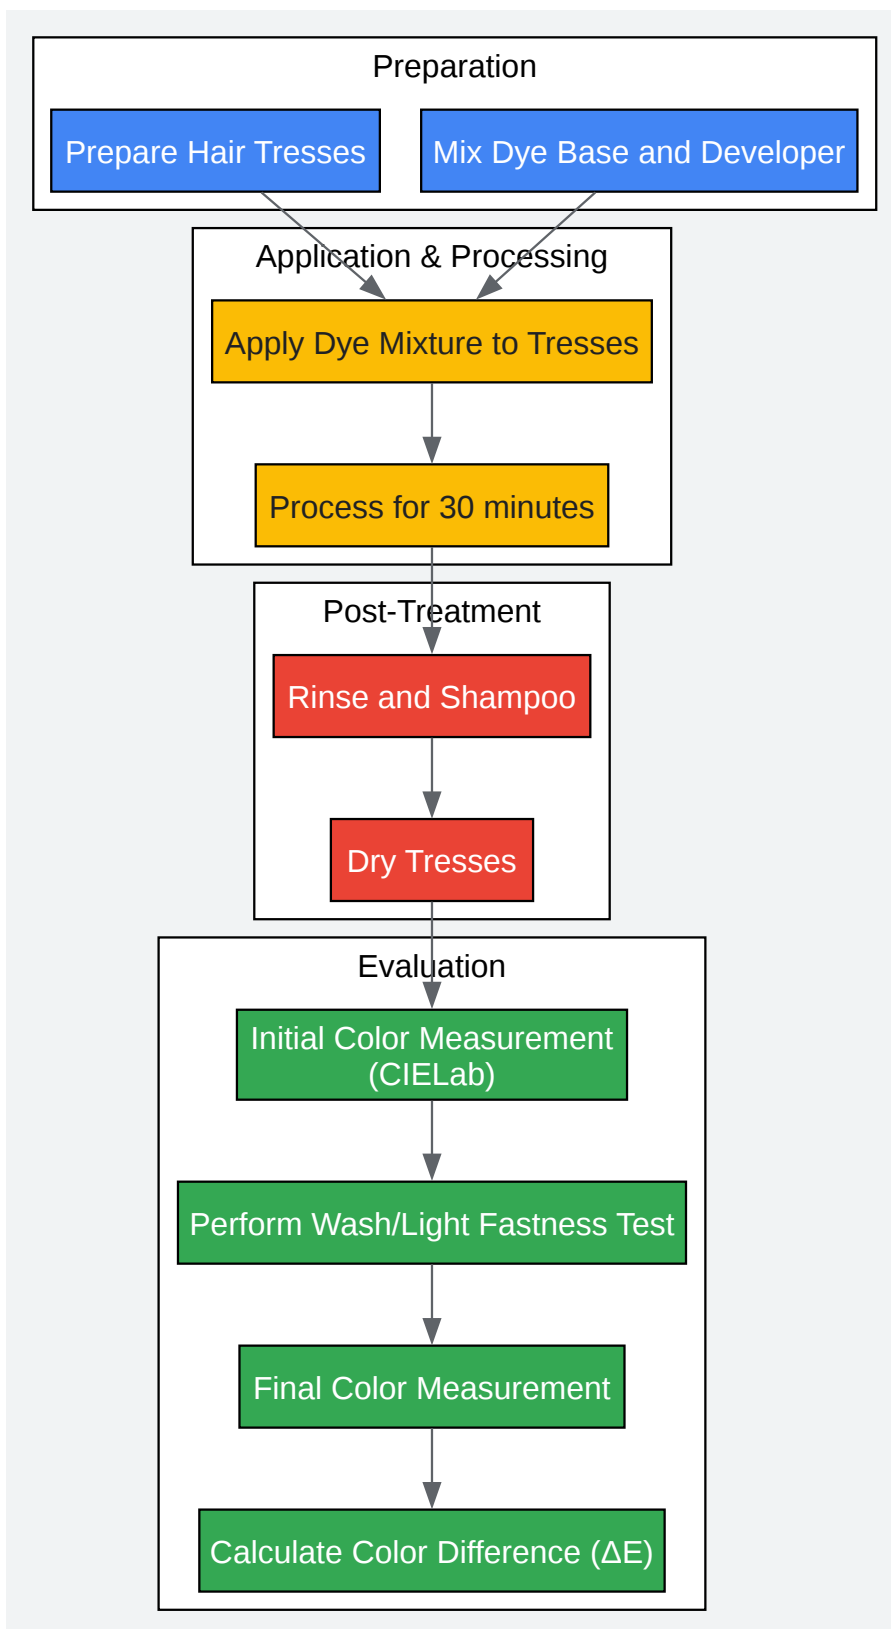 Preparation
Prepare Hair Tresses
Mix Dye Base and Developer
Application & Processing
Apply Dye Mixture to Tresses
Process for 30 minutes
Post-Treatment
Rinse and Shampoo
Dry Tresses
Evaluation
Initial Color Measurement
(CIELab)
Perform Wash/Light Fastness Test
Final Color Measurement
Calculate Color Difference (ΔE)